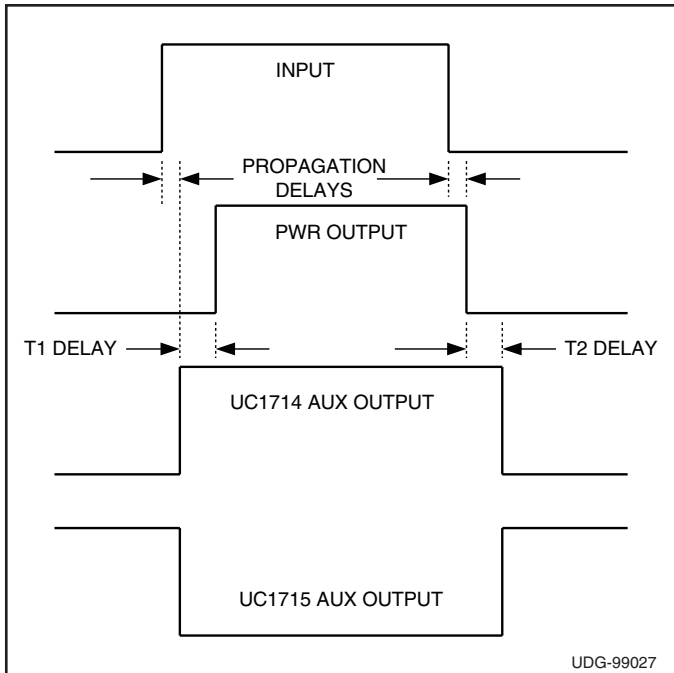 INPUT
PROPAGATION
DELAYS
PWR OUTPUT
T1 DELAY
T2 DELAY
UC1714 AUX OUTPUT
UC1715 AUX OUTPUT
UDG-99027